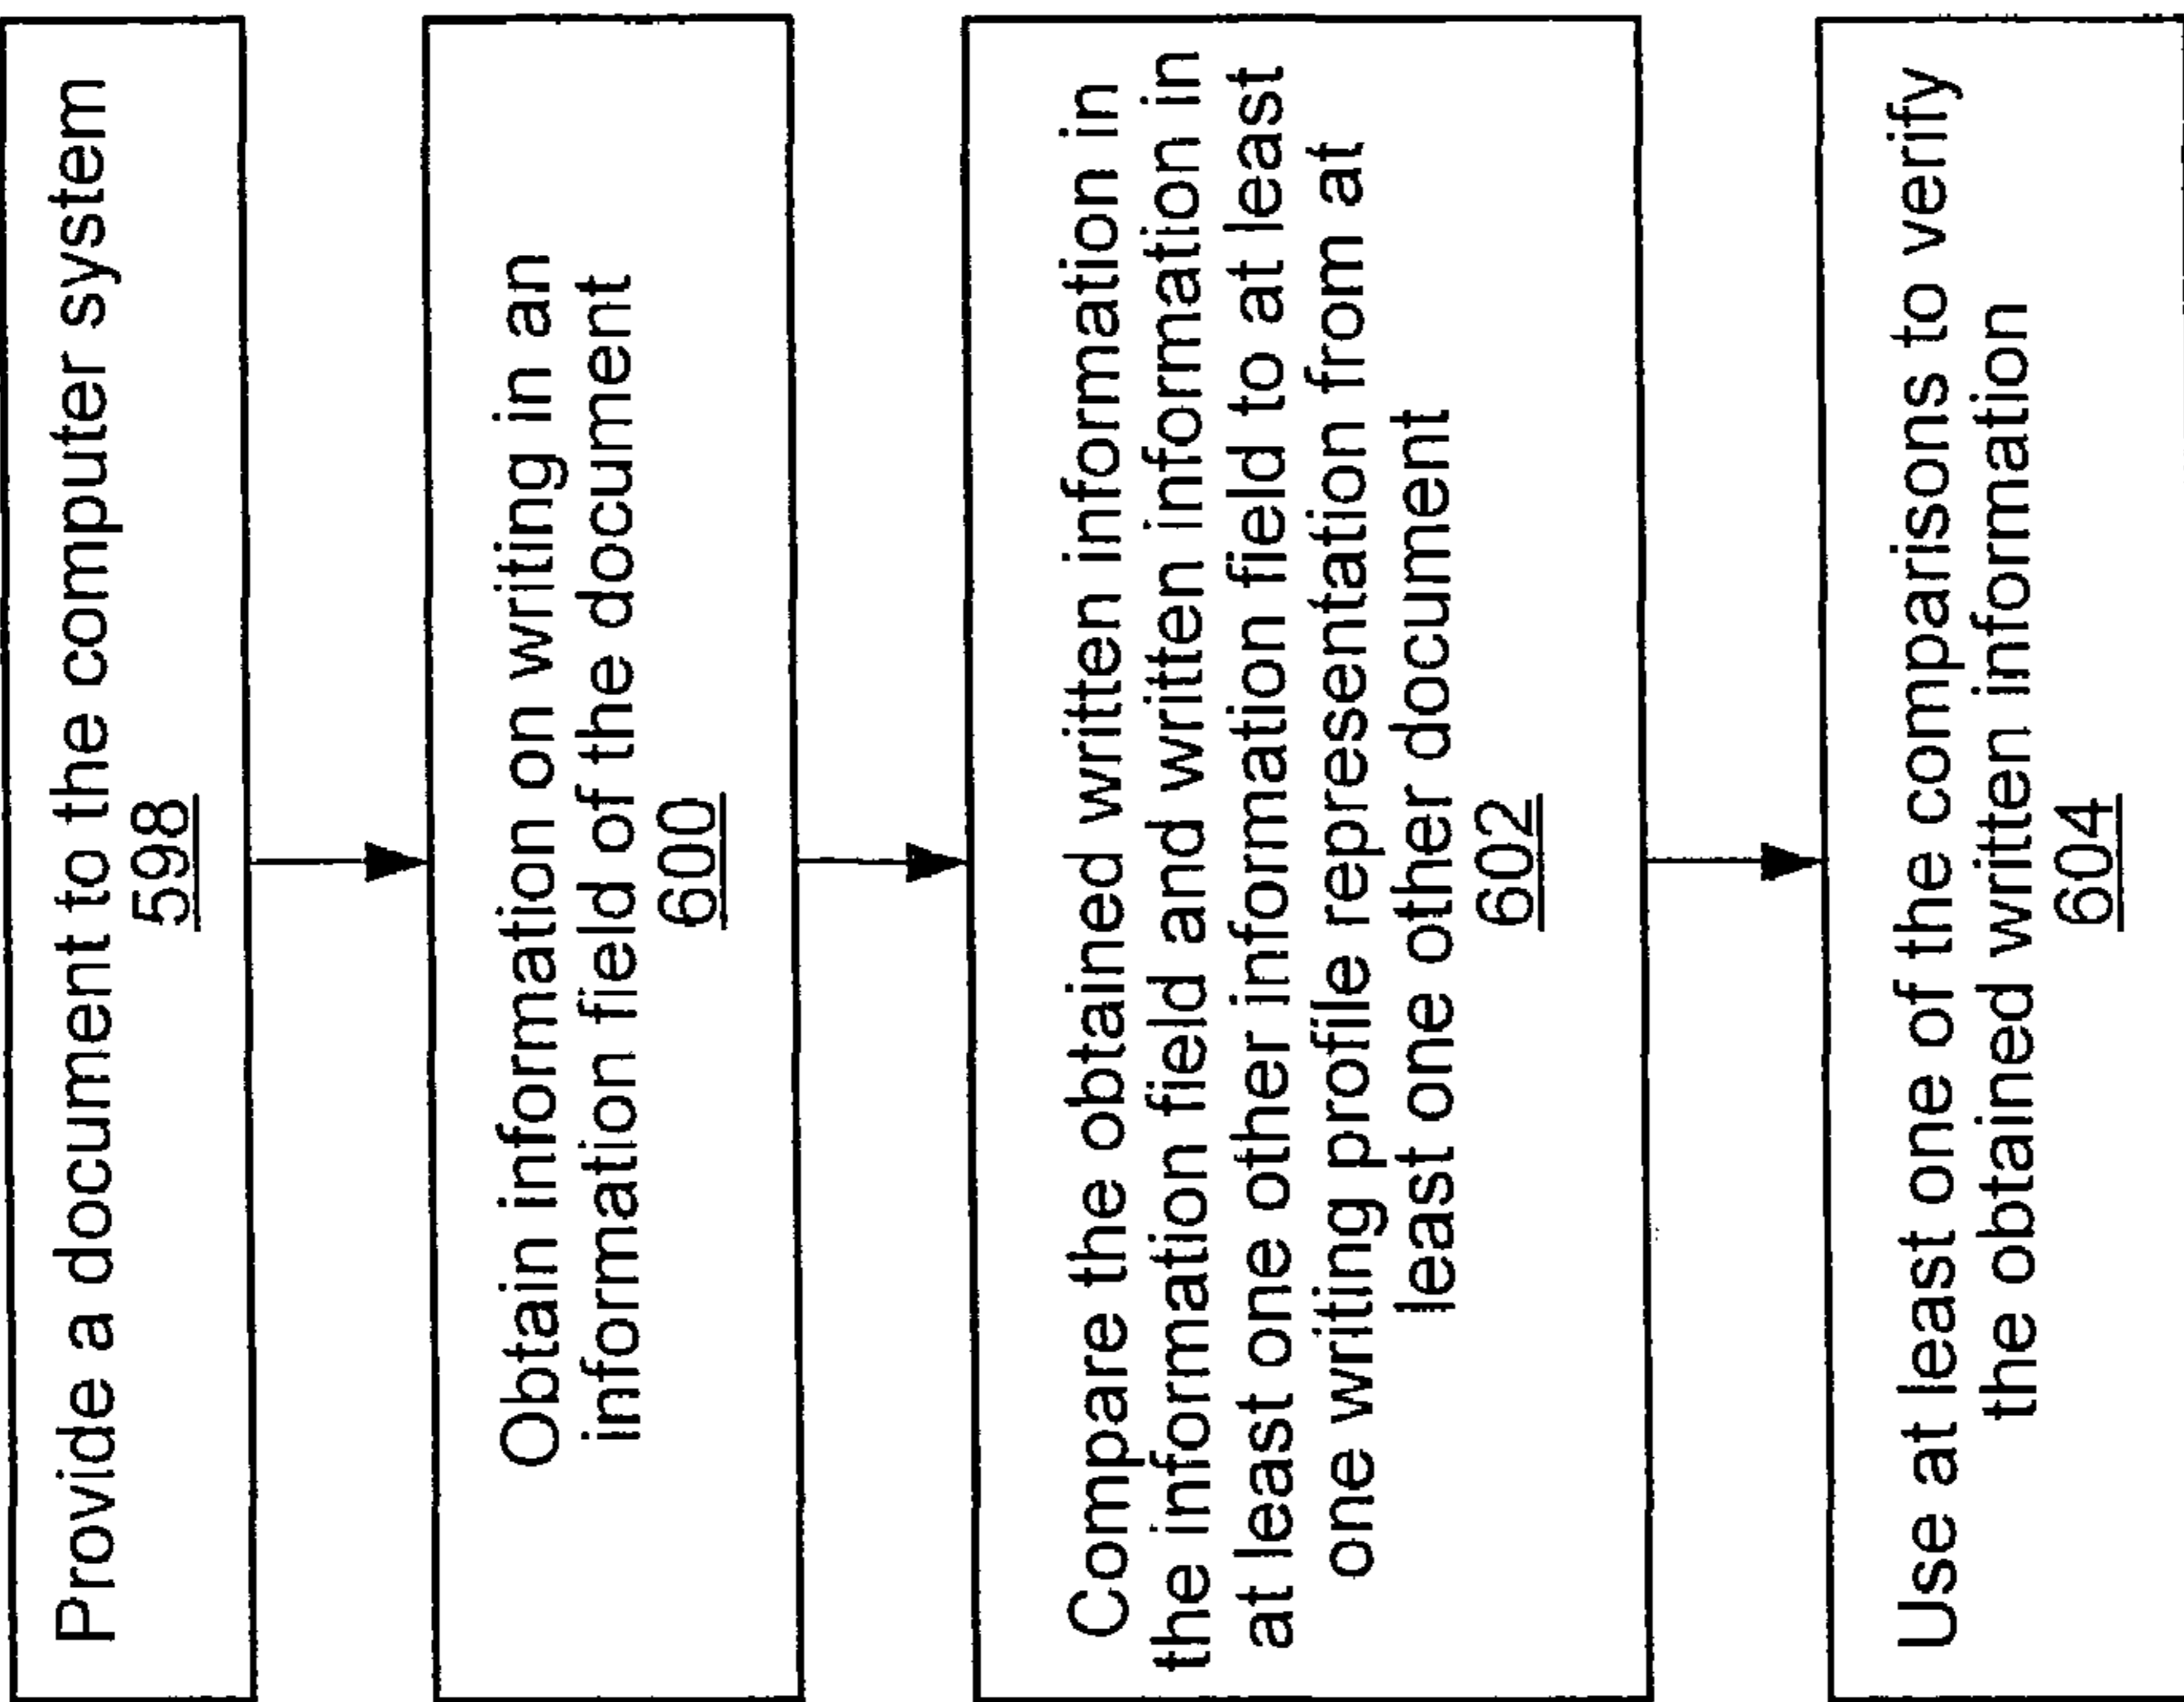 Provide a document to the computer system
598
Obtain information on writing in an
information field of the document
600
Compare the obtained written information in
the information field and written information in
at least one other information field to at least
one writing profile representation from at
least one other document
602
Use at least one of the comparisons to verify
the obtained written information
604